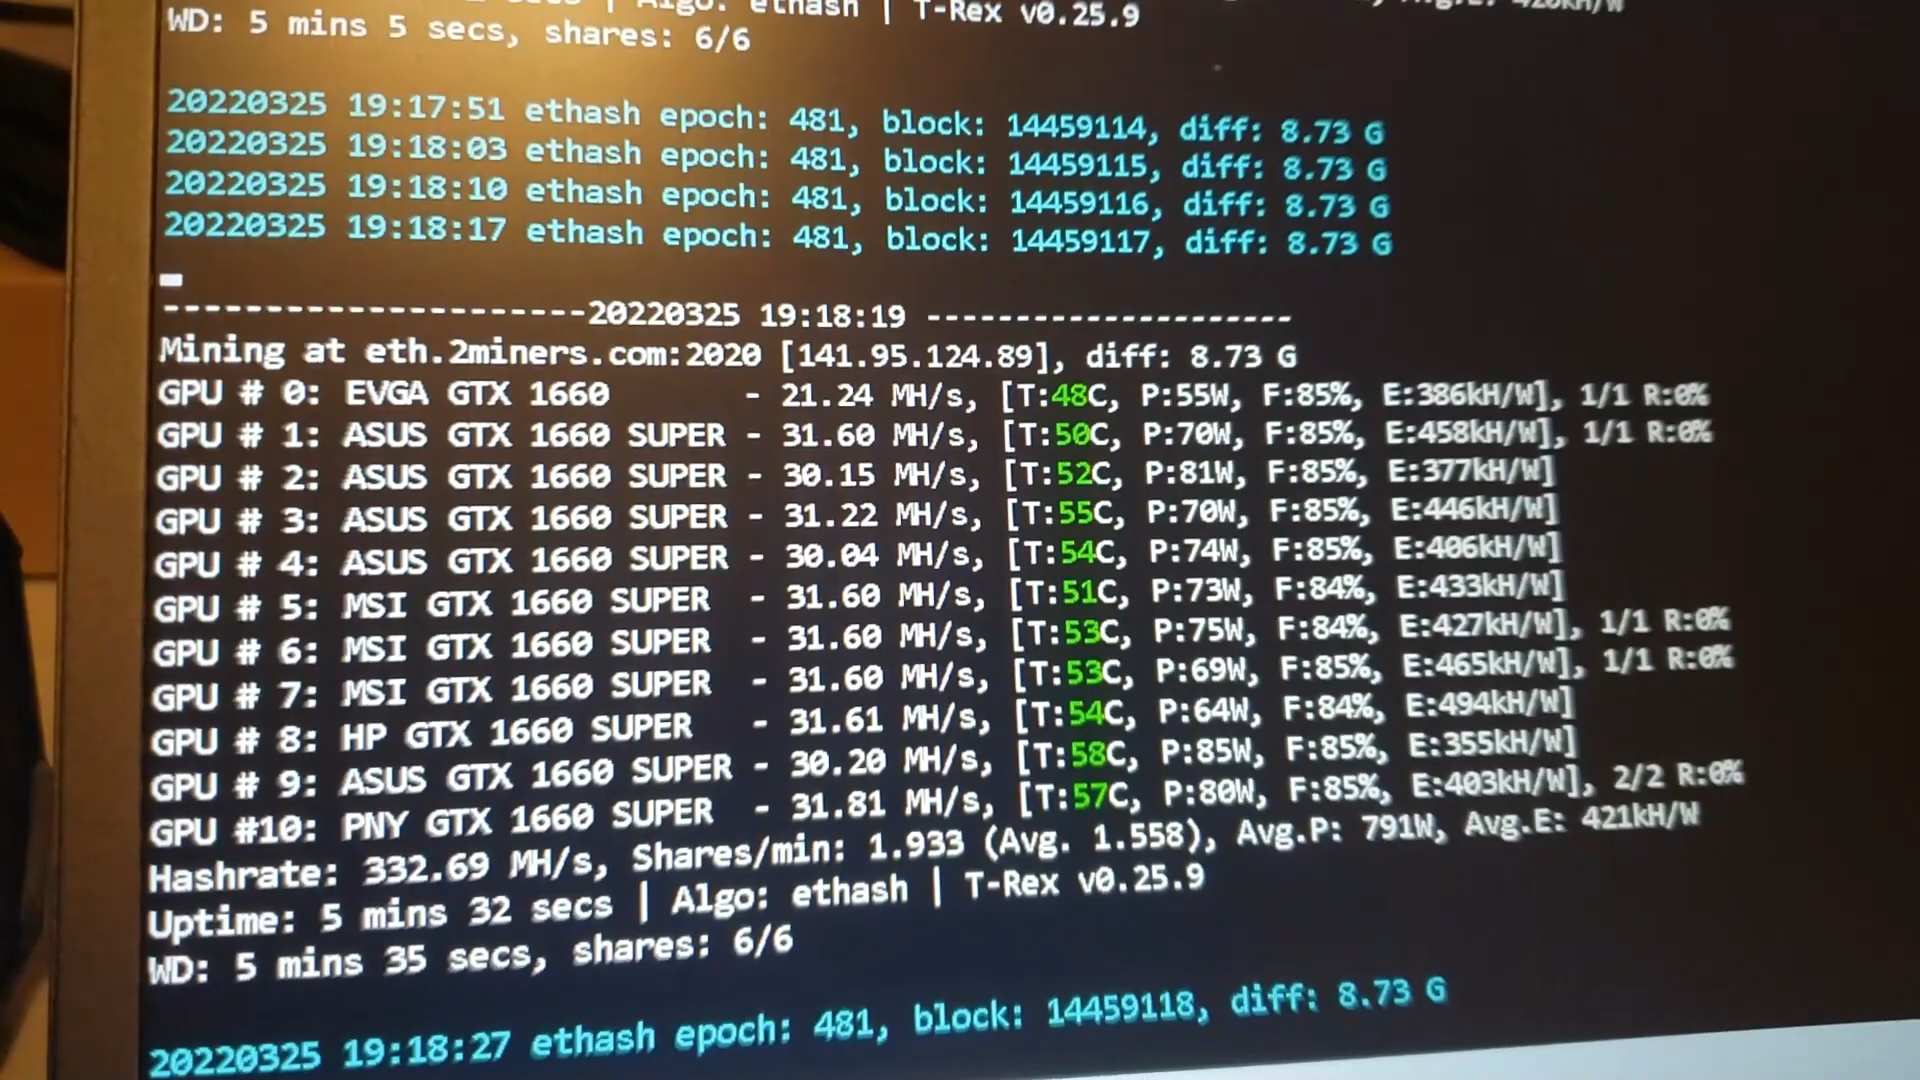 Algo: ethash | T-Rex v0.25.9
WD: 5 mins 5 secs, shares: 6/6
20220325 19:17:51 ethash epoch: 481, block: 14459114, diff: 8.73 G
20220325 19:18:03 ethash epoch: 481, block: 14459115, diff: 8.73 G
20220325 19:18:10 ethash epoch: 481, block: 14459116, diff: 8.73 G
20220325 19:18:17 ethash epoch: 481, block: 14459117, diff: 8.73 G
---------------------20220325 19:18:19 ---------------------
Mining at eth.2miners.com:2020 [141.95.124.89], diff: 8.73 G
GPU # 0: EVGA GTX 1660 - 21.24 MH/s, [T:48C, P:55W, F:85%, E:386kH/W], 1/1 R:0%
GPU # 1: ASUS GTX 1660 SUPER - 31.60 MH/s, [T:50C, P:70W, F:85%, E:458kH/W], 1/1 R:0%
GPU # 2: ASUS GTX 1660 SUPER - 30.15 MH/s, [T:52C, P:81W, F:85%, E:377kH/W]
GPU # 3: ASUS GTX 1660 SUPER - 31.22 MH/s, [T:55C, P:70W, F:85%, E:446kH/W]
GPU # 4: ASUS GTX 1660 SUPER - 30.04 MH/s, [T:54C, P:74W, F:85%, E:406kH/W]
GPU # 5: MSI GTX 1660 SUPER - 31.60 MH/s, [T:51C, P:73W, F:84%, E:433kH/W]
GPU # 6: MSI GTX 1660 SUPER - 31.60 MH/s, [T:53C, P:75W, F:84%, E:427kH/W], 1/1 R:0%
GPU # 7: MSI GTX 1660 SUPER - 31.60 MH/s, [T:53C, P:69W, F:85%, E:465kH/W], 1/1 R:0%
GPU # 8: HP GTX 1660 SUPER - 31.61 MH/s, [T:54C, P:64W, F:84%, E:494kH/W]
GPU # 9: ASUS GTX 1660 SUPER - 30.20 MH/s, [T:58C, P:85W, F:85%, E:355kH/W]
GPU #10: PNY GTX 1660 SUPER - 31.81 MH/s, [T:57C, P:80W, F:85%, E:403kH/W], 2/2 R:0%
Hashrate: 332.69 MH/s, Shares/min: 1.933 (Avg. 1.558), Avg.P: 791W, Avg.E: 421kH/W
Uptime: 5 mins 32 secs | Algo: ethash | T-Rex v0.25.9
WD: 5 mins 35 secs, shares: 6/6
20220325 19:18:27 ethash epoch: 481, block: 14459118, diff: 8.73 G